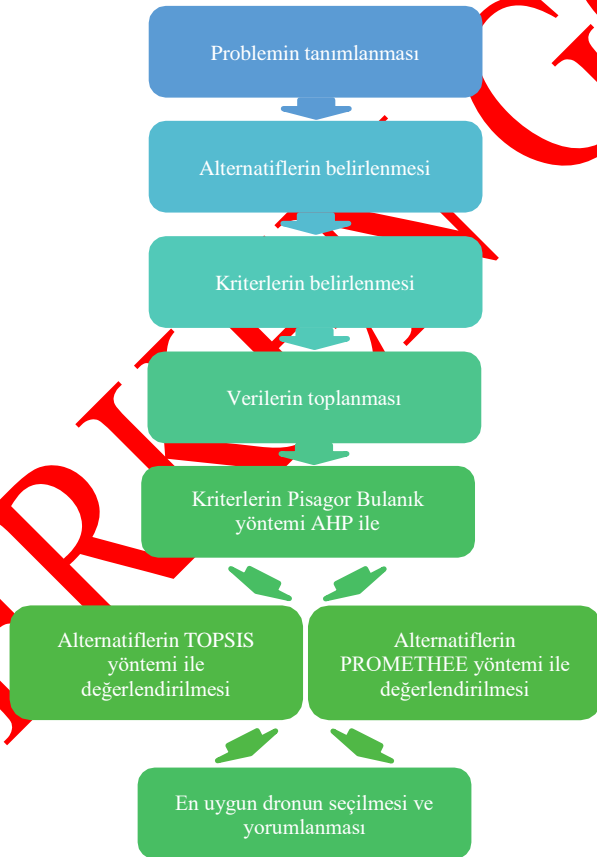 Problemin tanımlanması
Alternatiflerin belirlenmesi
Kriterlerin belirlenmesi
Verilerin toplanması
Kriterlerin Pisagor Bulanık
yöntemi AHP ile
Alternatiflerin TOPSIS
yöntemi ile
değerlendirilmesi
Alternatiflerin
PROMETHEE yöntemi ile
değerlendirilmesi
En uygun dronun seçilmesi ve
yorumlanması